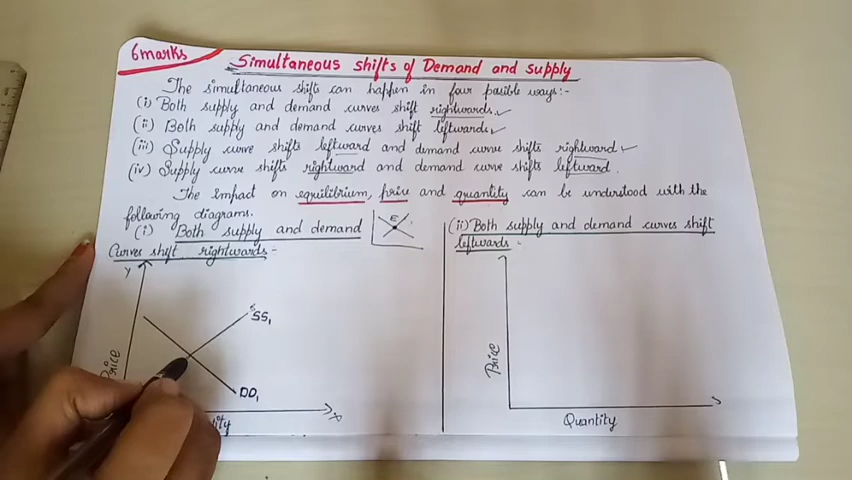 6marks
Simultaneous shifts of Demand and Supply
The simultaneous shifts can happen in four posible ways:-
(i) Both supply and demand curves shift rightwards.
(ii) Both supply and demand curves shift leftwards.
(iii) Supply curve shifts leftward and demand curve shifts rightward
(iv) Supply curve shifts rightward and demand curve shifts leftward.
The impact on equilibrium, price and quantity can be understood with the
following diagrams.
(i) Both supply and demand
Curves shift rightwards:-
E
Y
SS1
Price
DD1
X
(ii) Both supply and demand curves shift
leftwards:-
Price
Quantity